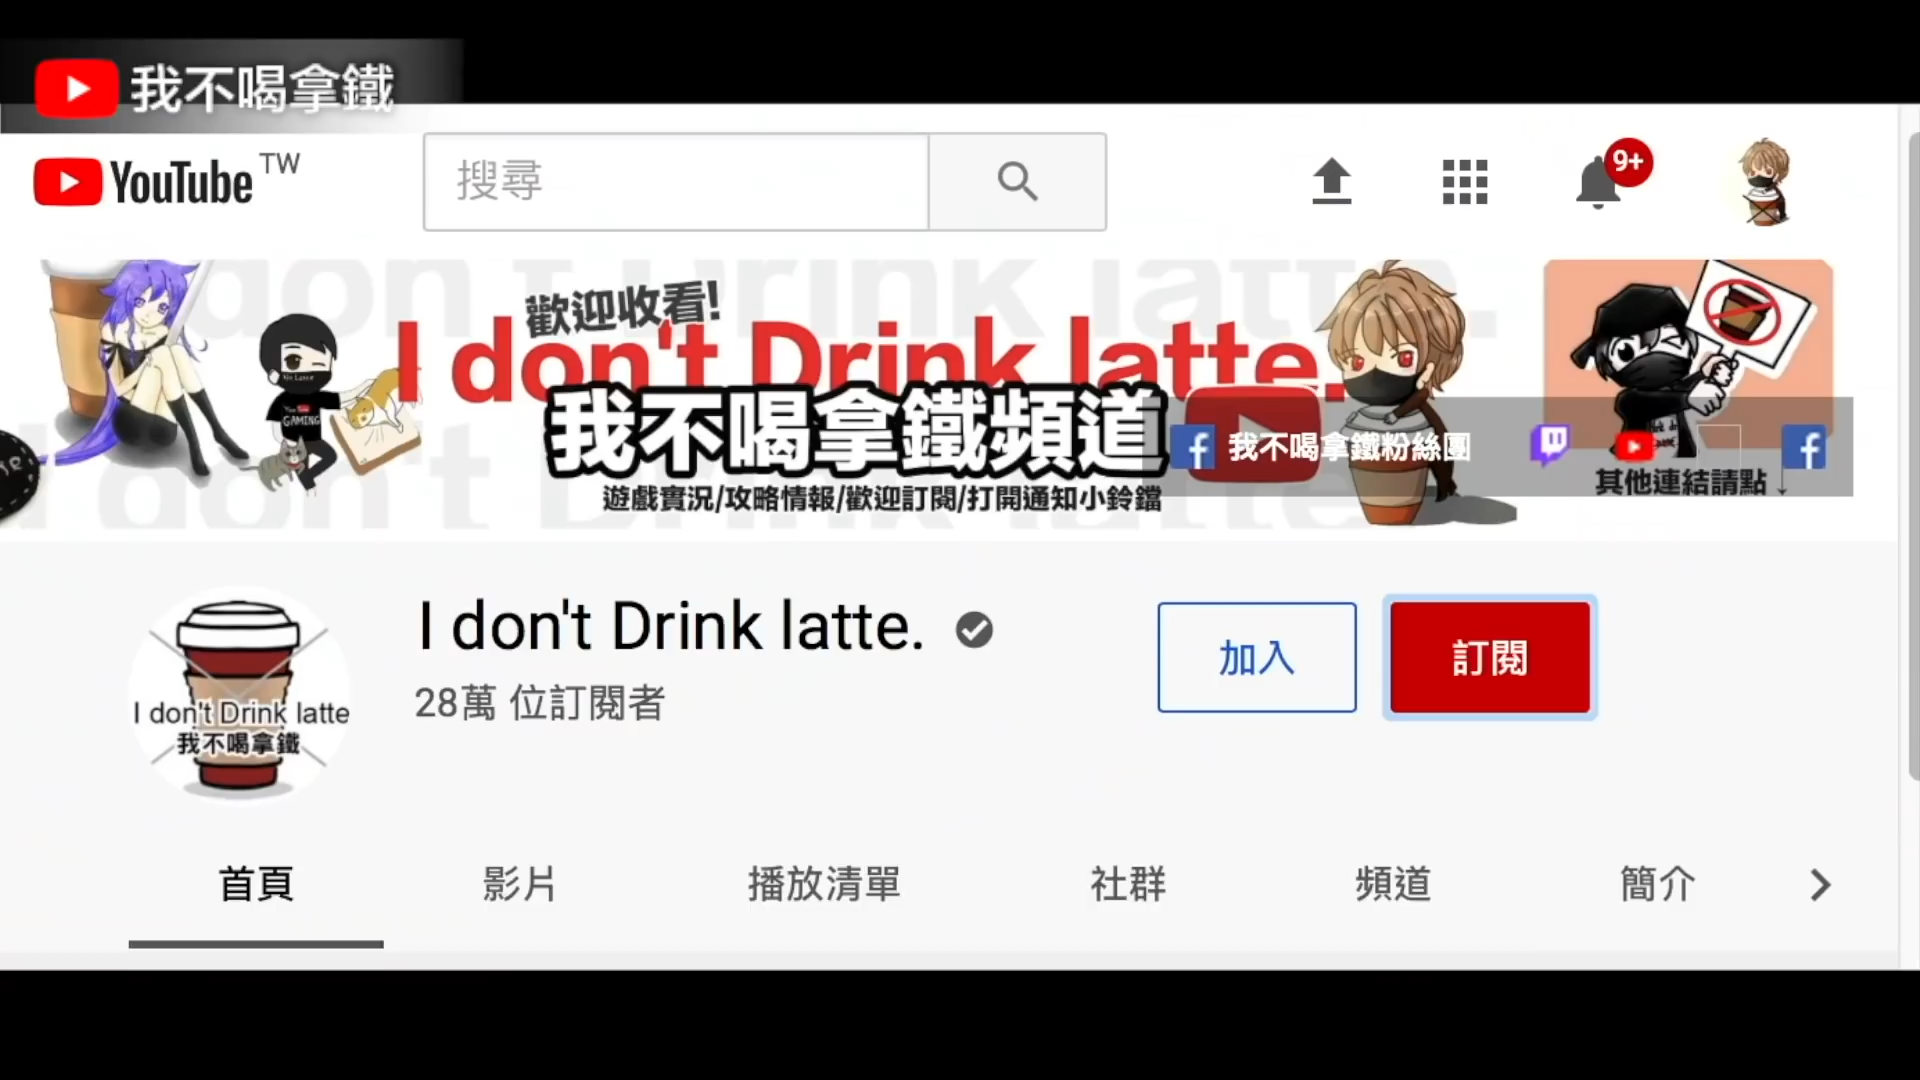 我不喝拿鐵
YouTube TW
搜尋
9+
歡迎收看!
I don't Drink latte.
我不喝拿鐵頻道
遊戲實況/攻略情報/歡迎訂閱/打開通知小鈴鐺
我不喝拿鐵粉絲團
其他連結請點↓
GAMING
I don't Drink latte.
28萬 位訂閱者
加入
訂閱
I don't Drink latte
我不喝拿鐵
首頁
影片
播放清單
社群
頻道
簡介